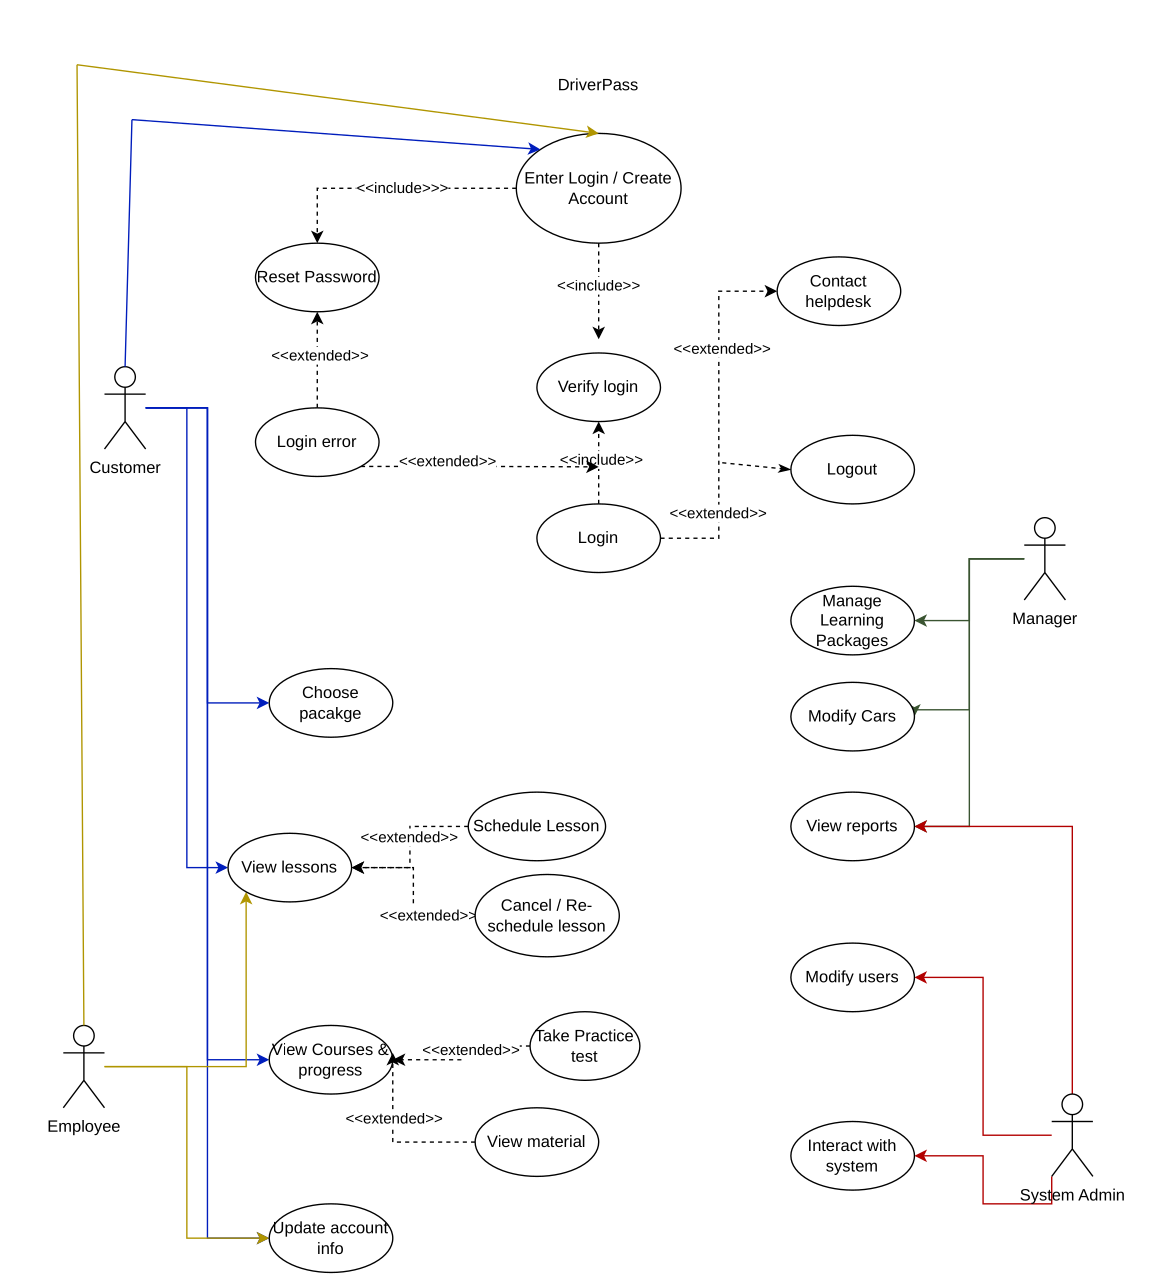 DriverPass
Enter Login / Create
Account
<<include>>>
Reset Password
<<include>>
Contact
helpdesk
<<extended>>
<<extended>>
Verify login
Login error
<<extended>>
<<include>>
Customer
Logout
<<extended>>
Login
Manage
Learning
Packages
Manager
Choose
pacakge
Modify Cars
Schedule Lesson
<<extended>>
View reports
View lessons
Cancel / Re-
schedule lesson
<<extended>>
Modify users
Take Practice
test
<<extended>>
View Courses &
progress
Employee
<<extended>>
View material
Interact with
system
System Admin
Update account
info